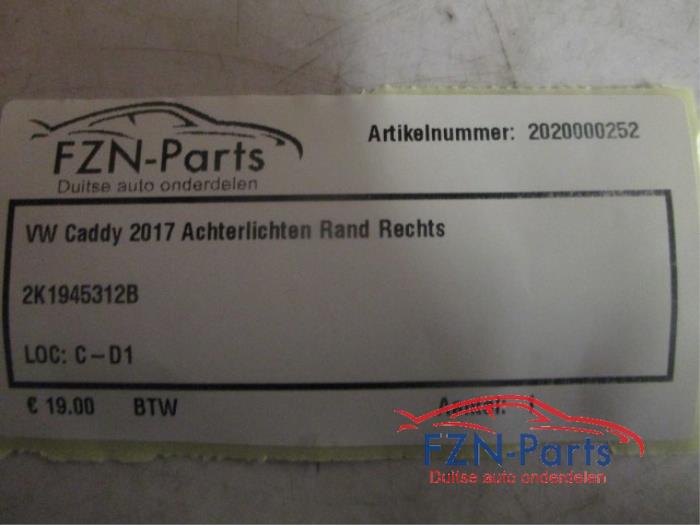 FZN-Parts
Duitse auto onderdelen
Artikelnummer: 2020000252
VW Caddy 2017 Achterlichten Rand Rechts
2K1945312B
LOC: C-D1
€ 19.00 BTW
FZN-Parts
Duitse auto onderdelen